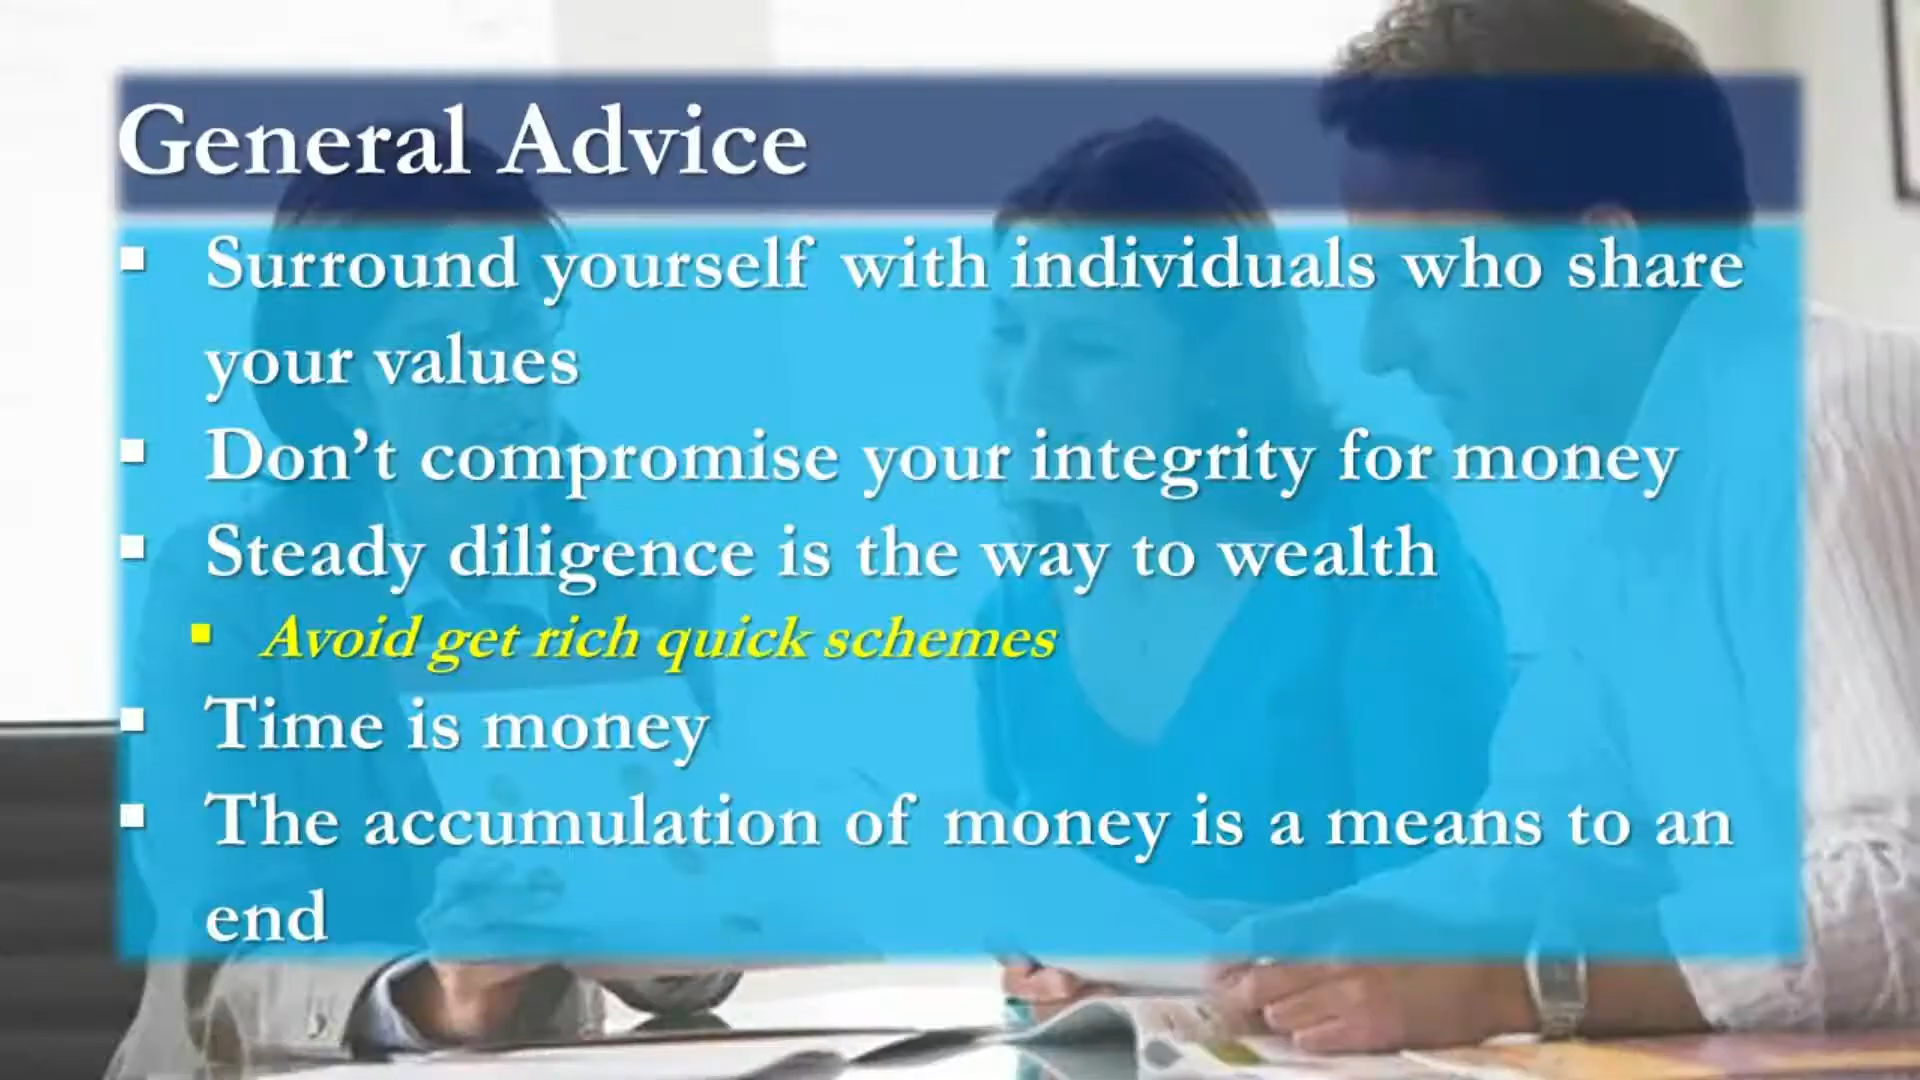 General Advice
▪ Surround yourself with individuals who share
your values
▪ Don’t compromise your integrity for money
▪ Steady diligence is the way to wealth
▪ Avoid get rich quick schemes
▪ Time is money
▪ The accumulation of money is a means to an
end